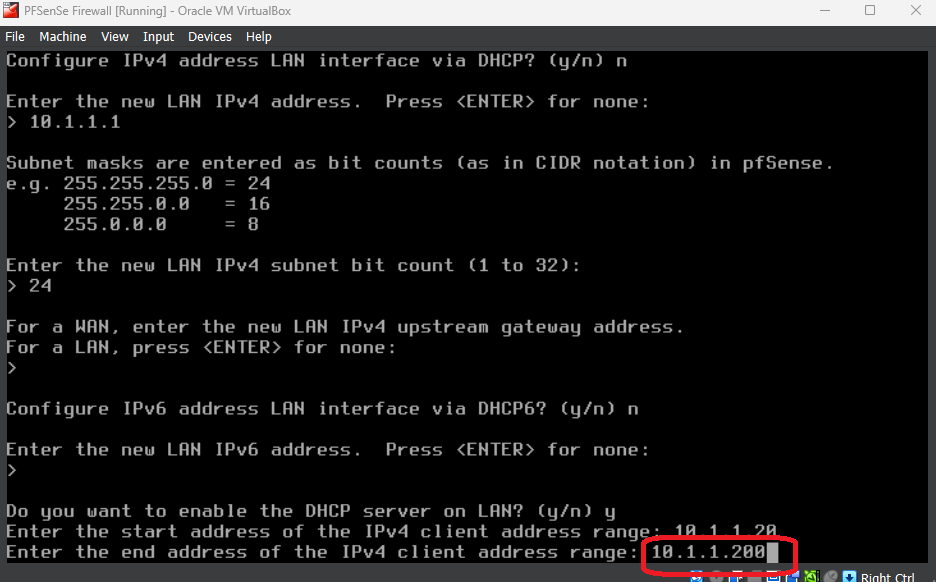 PFSenSe Firewall [Running] - Oracle VM VirtualBox
File Machine View Input Devices Help
Configure IPv4 address LAN interface via DHCP? (y/n) n
Enter the new LAN IPv4 address.  Press <ENTER> for none:
> 10.1.1.1
Subnet masks are entered as bit counts (as in CIDR notation) in pfSense.
e.g. 255.255.255.0 = 24
     255.255.0.0   = 16
     255.0.0.0     = 8
Enter the new LAN IPv4 subnet bit count (1 to 32):
> 24
For a WAN, enter the new LAN IPv4 upstream gateway address.
For a LAN, press <ENTER> for none:
>
Configure IPv6 address LAN interface via DHCP6? (y/n) n
Enter the new LAN IPv6 address.  Press <ENTER> for none:
>
Do you want to enable the DHCP server on LAN? (y/n) y
Enter the start address of the IPv4 client address range: 10.1.1.20
Enter the end address of the IPv4 client address range: 10.1.1.200
Right Ctrl